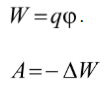 W = qφ.
A = − ΔW